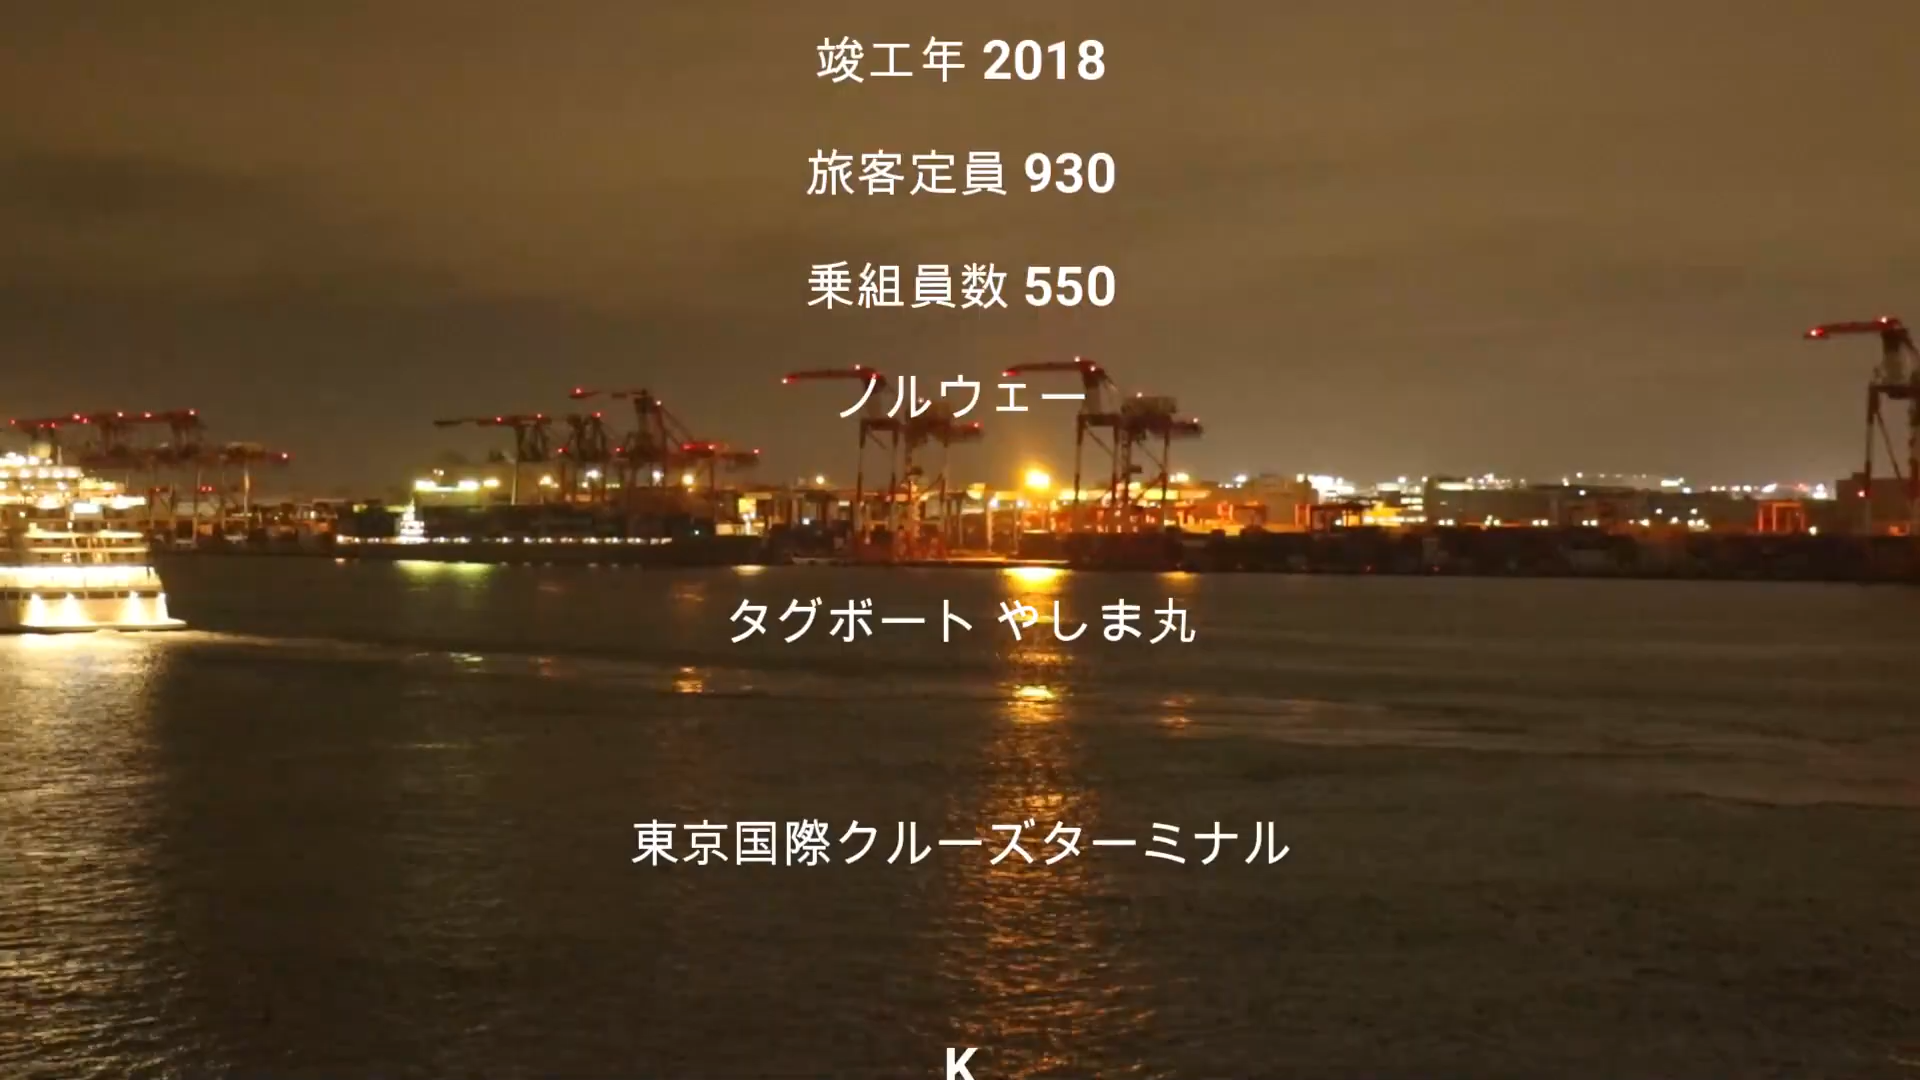 竣工年 2018
旅客定員 930
乗組員数 550
ノルウェー
タグボート やしま丸
東京国際クルーズターミナル
K